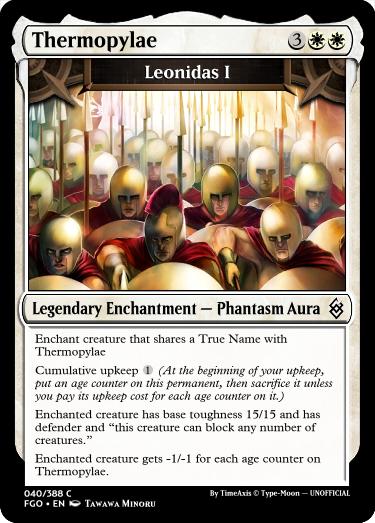 Thermopylae 3
Leonidas I
Legendary Enchantment — Phantasm Aura
Enchant creature that shares a True Name with
Thermopylae
Cumulative upkeep 1 (At the beginning of your upkeep,
put an age counter on this permanent, then sacrifice it unless
you pay its upkeep cost for each age counter on it.)
Enchanted creature has base toughness 15/15 and has
defender and “this creature can block any number of
creatures.”
Enchanted creature gets -1/-1 for each age counter on
Thermopylae.
040/388 C
FGO • EN Tawawa Minoru
By TimeAxis © Type-Moon — UNOFFICIAL